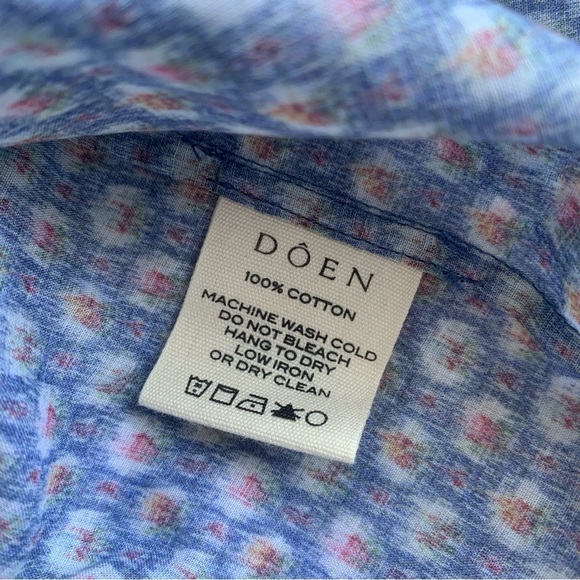 DÔEN
100% COTTON
MACHINE WASH COLD
DO NOT BLEACH
HANG TO DRY
LOW IRON
OR DRY CLEAN